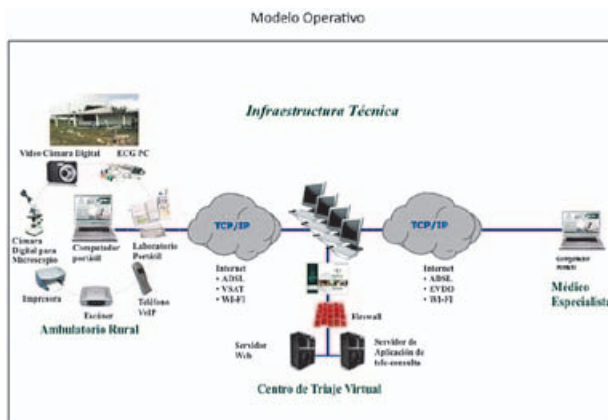 Modelo Operativo
Infraestructura Técnica
Video Cámara Digital
ECG PC
Cámara
Digital para
Microscopio
Computador
portátil
Laboratorio
Portátil
Impresora
Escáner
Teléfono
VoIP
Ambulatorio Rural
TCP/IP
Internet
• ADSL
• VSAT
• WI-FI
Firewall
Servidor
Web
Servidor de
Aplicación de
tele-consulta
Centro de Triaje Virtual
TCP/IP
Internet
• ADSL
• EVDO
• WI-FI
Médico
Especialista